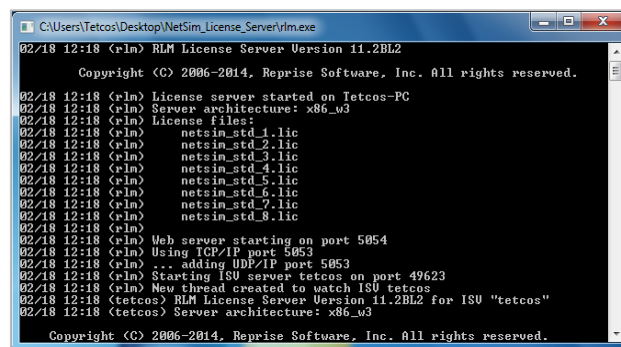 C:\Users\Tetcos\Desktop\NetSim_License_Server\rlm.exe
02/18 12:18 (rlm) RLM License Server Version 11.2BL2
Copyright (C) 2006-2014, Reprise Software, Inc. All rights reserved.
02/18 12:18 (rlm) License server started on Tetcos-PC
02/18 12:18 (rlm) Server architecture: x86_w3
02/18 12:18 (rlm) License files:
02/18 12:18 (rlm) netsim_std_1.lic
02/18 12:18 (rlm) netsim_std_2.lic
02/18 12:18 (rlm) netsim_std_3.lic
02/18 12:18 (rlm) netsim_std_4.lic
02/18 12:18 (rlm) netsim_std_5.lic
02/18 12:18 (rlm) netsim_std_6.lic
02/18 12:18 (rlm) netsim_std_7.lic
02/18 12:18 (rlm) netsim_std_8.lic
02/18 12:18 (rlm)
02/18 12:18 (rlm) Web server starting on port 5054
02/18 12:18 (rlm) Using TCP/IP port 5053
02/18 12:18 (rlm) ... adding UDP/IP port 5053
02/18 12:18 (rlm) Starting ISV server tetcos on port 49623
02/18 12:18 (rlm) New thread created to watch ISV tetcos
02/18 12:18 (tetcos) RLM License Server Version 11.2BL2 for ISV "tetcos"
02/18 12:18 (tetcos) Server architecture: x86_w3
Copyright (C) 2006-2014, Reprise Software, Inc. All rights reserved.